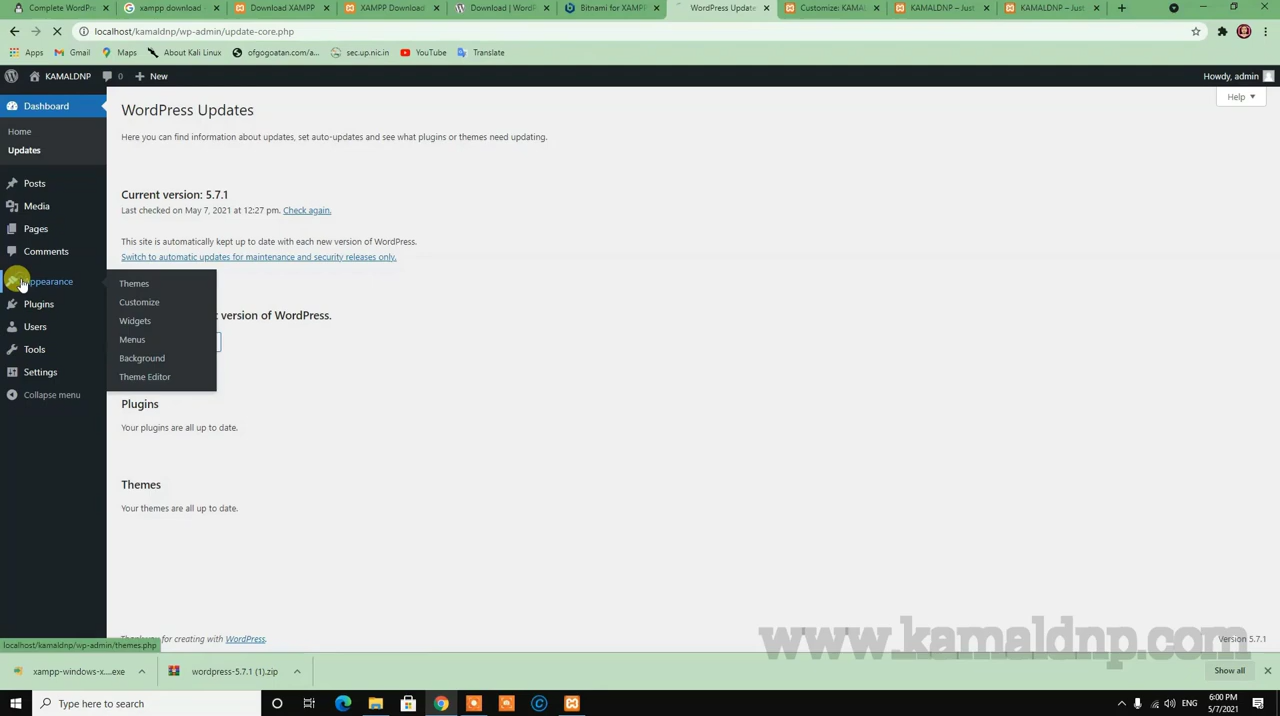 Complete WordPre
xampp download
Download XAMPP
XAMPP Download
Download | WordPr
Bitnami for XAMPP
WordPress Update
Customize: KAMAL
KAMALDNP – Just
KAMALDNP – Just
localhost/kamaldnp/wp-admin/update-core.php
Apps
Gmail
Maps
About Kali Linux
ofgogoatan.com/a...
sec.up.nic.in
YouTube
Translate
KAMALDNP
0
New
Howdy, admin
Dashboard
Home
Updates
Posts
Media
Pages
Comments
Appearance
Plugins
Users
Tools
Settings
Collapse menu
Themes
Customize
Widgets
Menus
Background
Theme Editor
Help
WordPress Updates
Here you can find information about updates, set auto-updates and see what plugins or themes need updating.
Current version: 5.7.1
Last checked on May 7, 2021 at 12:27 pm. Check again.
This site is automatically kept up to date with each new version of WordPress.
Switch to automatic updates for maintenance and security releases only.
version of WordPress.
Plugins
Your plugins are all up to date.
Themes
Your themes are all up to date.
for creating with WordPress.
Version 5.7.1
www.kamaldnp.com
localhost/kamaldnp/wp-admin/themes.php
xampp-windows-x....exe
wordpress-5.7.1 (1).zip
Show all
Type here to search
ENG
6:00 PM
5/7/2021